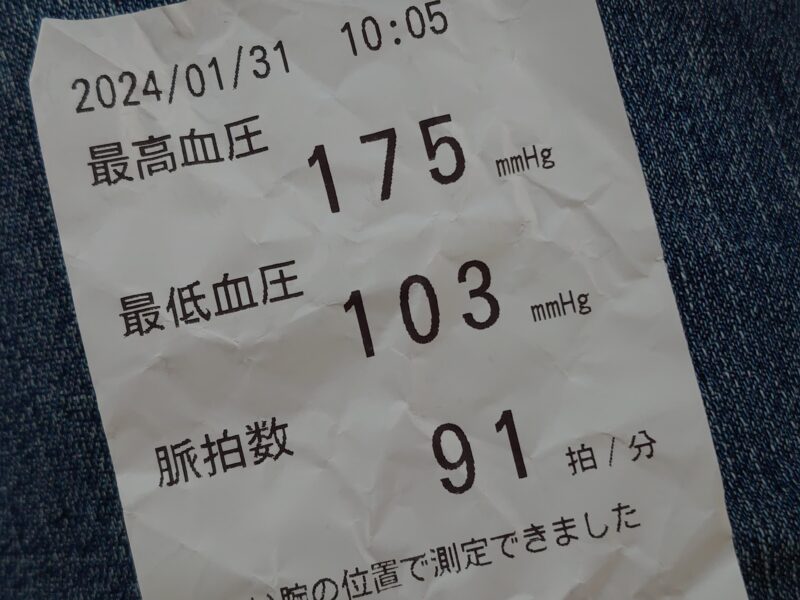 2024/01/31 10:05
最高血圧 175 mmHg
最低血圧 103 mmHg
脈拍数 91 拍/分
い腕の位置で測定できました